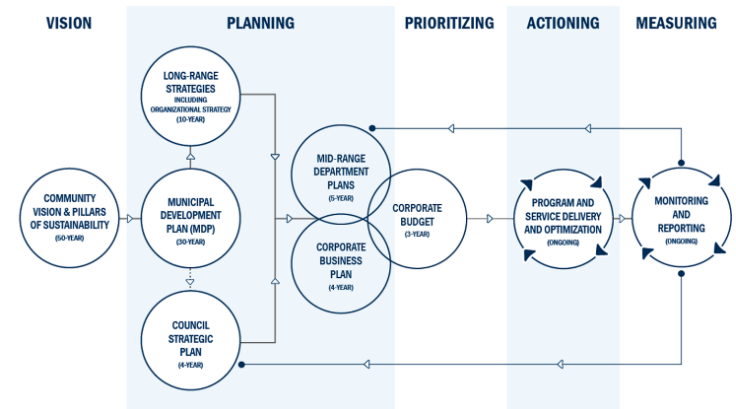 VISION
PLANNING
PRIORITIZING
ACTIONING
MEASURING
LONG-RANGE
STRATEGIES
INCLUDING
ORGANIZATIONAL STRATEGY
(10-YEAR)
MID-RANGE
DEPARTMENT
PLANS
(5-YEAR)
COMMUNITY
VISION & PILLARS
OF SUSTAINABILITY
(50-YEAR)
MUNICIPAL
DEVELOPMENT
PLAN (MDP)
(30-YEAR)
CORPORATE
BUDGET
(3-YEAR)
PROGRAM AND
SERVICE DELIVERY
AND OPTIMIZATION
(ONGOING)
MONITORING
AND
REPORTING
(ONGOING)
CORPORATE
BUSINESS
PLAN
(4-YEAR)
COUNCIL
STRATEGIC
PLAN
(4-YEAR)